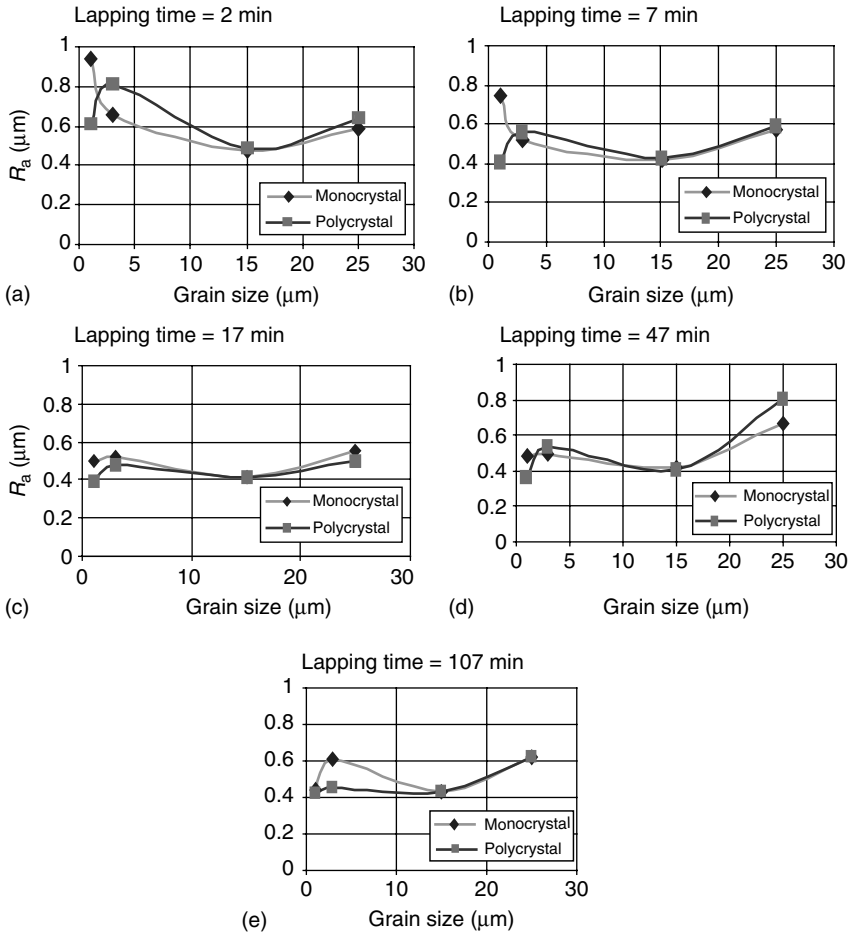 Lapping time = 2 min
1
0.8
0.6
0.4
0.2
0
R_a (μm)
0 5 10 15 20 25 30
Grain size (μm)
Monocrystal
Polycrystal
(a)
Lapping time = 7 min
1
0.8
0.6
0.4
0.2
0
0 5 10 15 20 25 30
Grain size (μm)
Monocrystal
Polycrystal
(b)
Lapping time = 17 min
1
0.8
0.6
0.4
0.2
0
R_a (μm)
0 10 20 30
Grain size (μm)
Monocrystal
Polycrystal
(c)
Lapping time = 47 min
1
0.8
0.6
0.4
0.2
0
0 5 10 15 20 25 30
Grain size (μm)
Monocrystal
Polycrystal
(d)
Lapping time = 107 min
1
0.8
0.6
0.4
0.2
0
0 10 20 30
Grain size (μm)
Monocrystal
Polycrystal
(e)